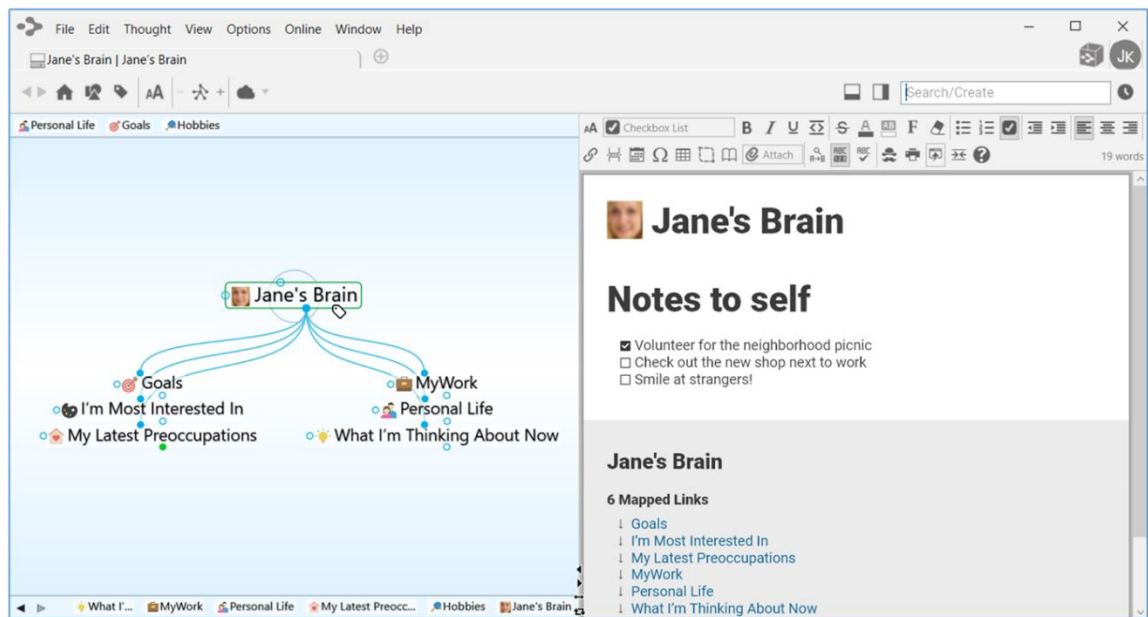 File Edit Thought View Options Online Window Help
Jane's Brain | Jane's Brain
JK
AA
Search/Create
Personal Life Goals Hobbies
AA Checkbox List B I U S A F
Attach A→B ABC ABC 19 words
Jane's Brain
Notes to self
Volunteer for the neighborhood picnic
Check out the new shop next to work
Smile at strangers!
Jane's Brain
6 Mapped Links
↓ Goals
↓ I'm Most Interested In
↓ My Latest Preoccupations
↓ MyWork
↓ Personal Life
↓ What I'm Thinking About Now
Jane's Brain
Goals
I'm Most Interested In
My Latest Preoccupations
MyWork
Personal Life
What I'm Thinking About Now
What I'... MyWork Personal Life My Latest Preocc... Hobbies Jane's Brain